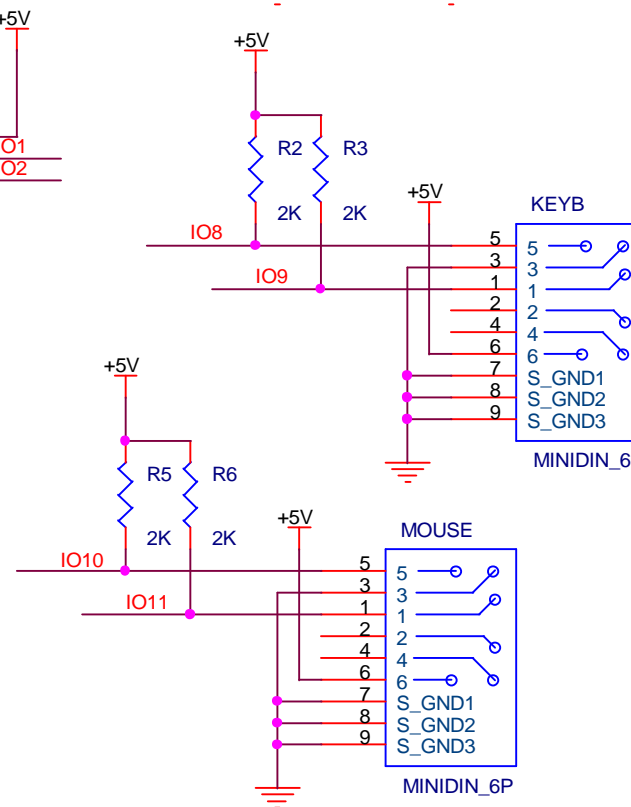 +5V
+5V
O1
O2
R2
R3
2K
2K
+5V
KEYB
IO8
5
5
3
3
IO9
1
1
2
2
4
4
6
6
7
S_GND1
8
S_GND2
9
S_GND3
MINIDIN_6
+5V
R5
R6
2K
2K
+5V
MOUSE
IO10
5
5
3
3
IO11
1
1
2
2
4
4
6
6
7
S_GND1
8
S_GND2
9
S_GND3
MINIDIN_6P